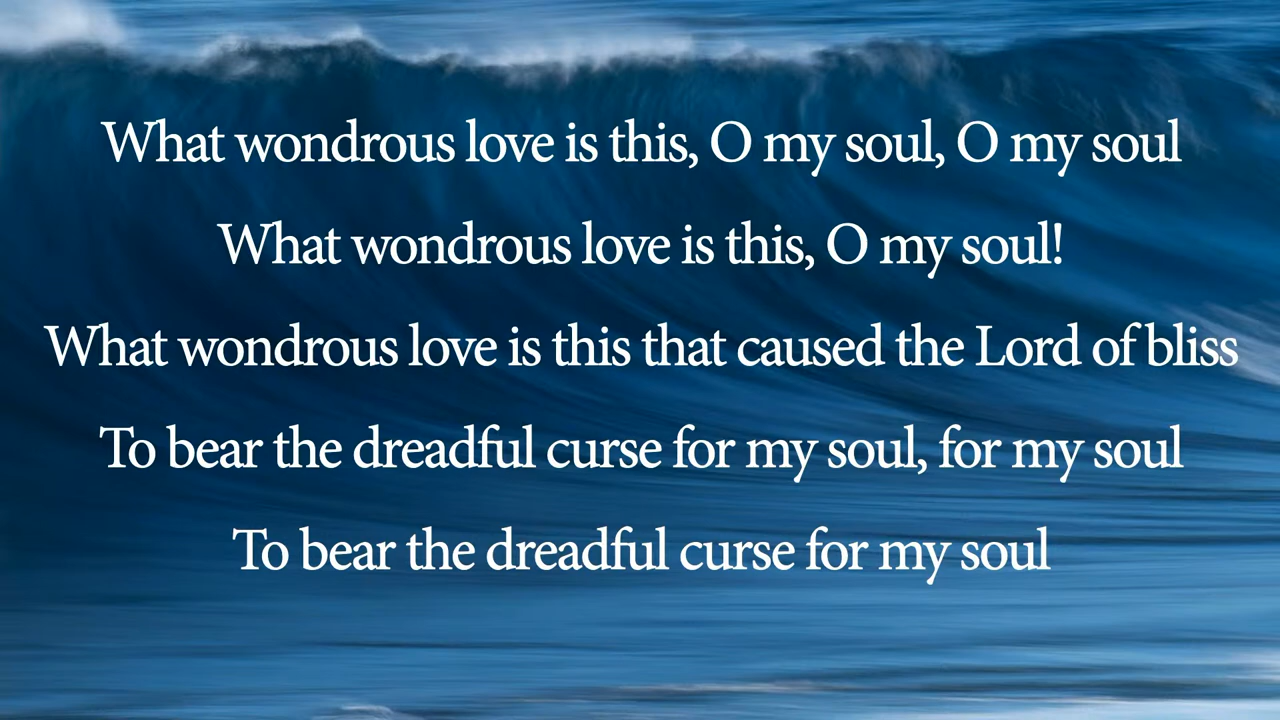 What wondrous love is this, O my soul, O my soul
What wondrous love is this, O my soul!
What wondrous love is this that caused the Lord of bliss
To bear the dreadful curse for my soul, for my soul
To bear the dreadful curse for my soul